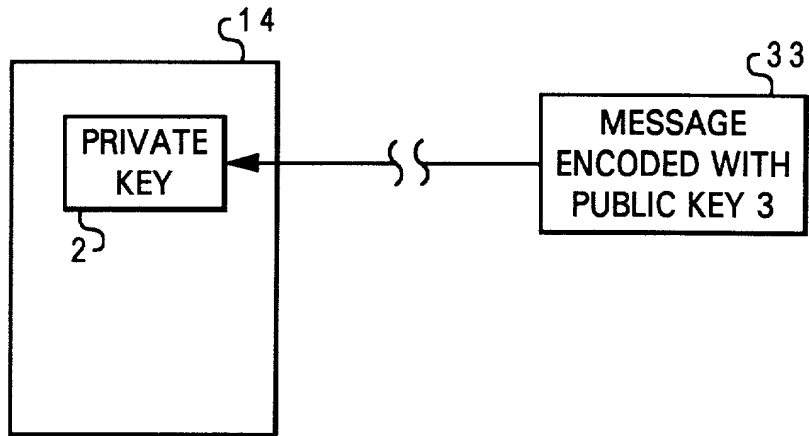 14
33
PRIVATE
KEY
2
MESSAGE
ENCODED WITH
PUBLIC KEY 3